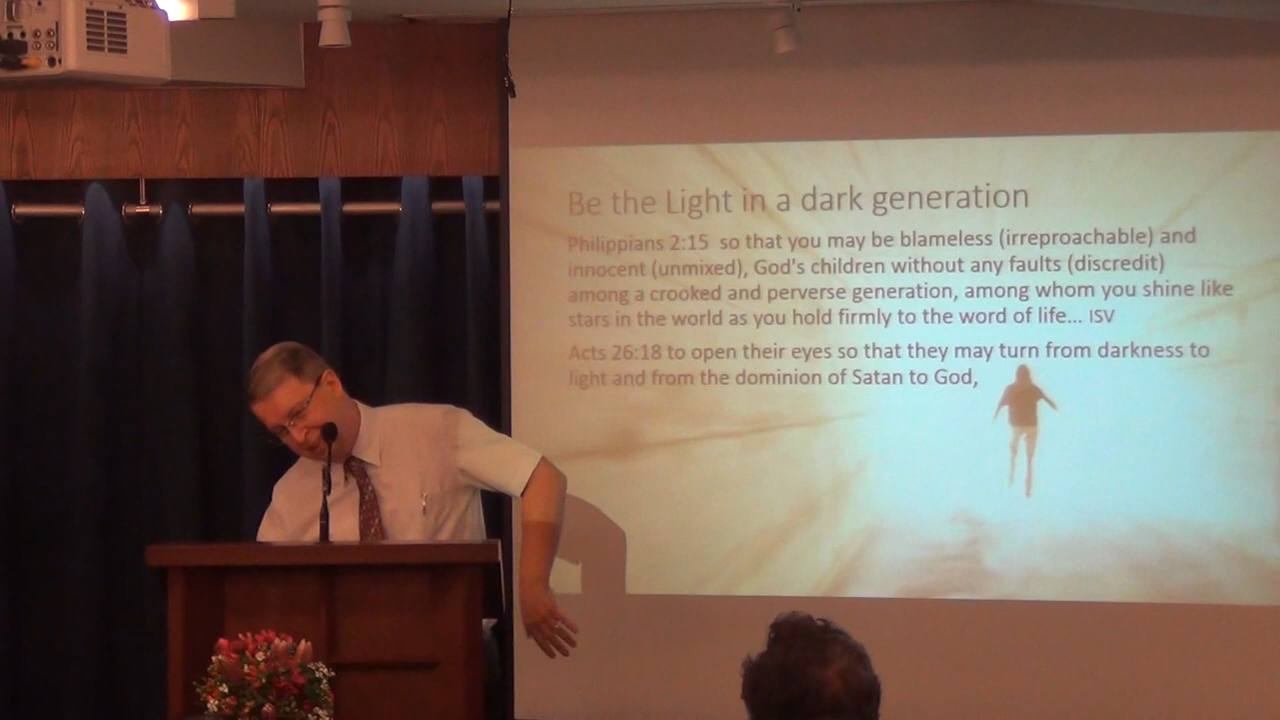 Be the Light in a dark generation
Philippians 2:15 so that you may be blameless (irreproachable) and
innocent (unmixed), God's children without any faults (discredit)
among a crooked and perverse generation, among whom you shine like
stars in the world as you hold firmly to the word of life... ISV
Acts 26:18 to open their eyes so that they may turn from darkness to
light and from the dominion of Satan to God,